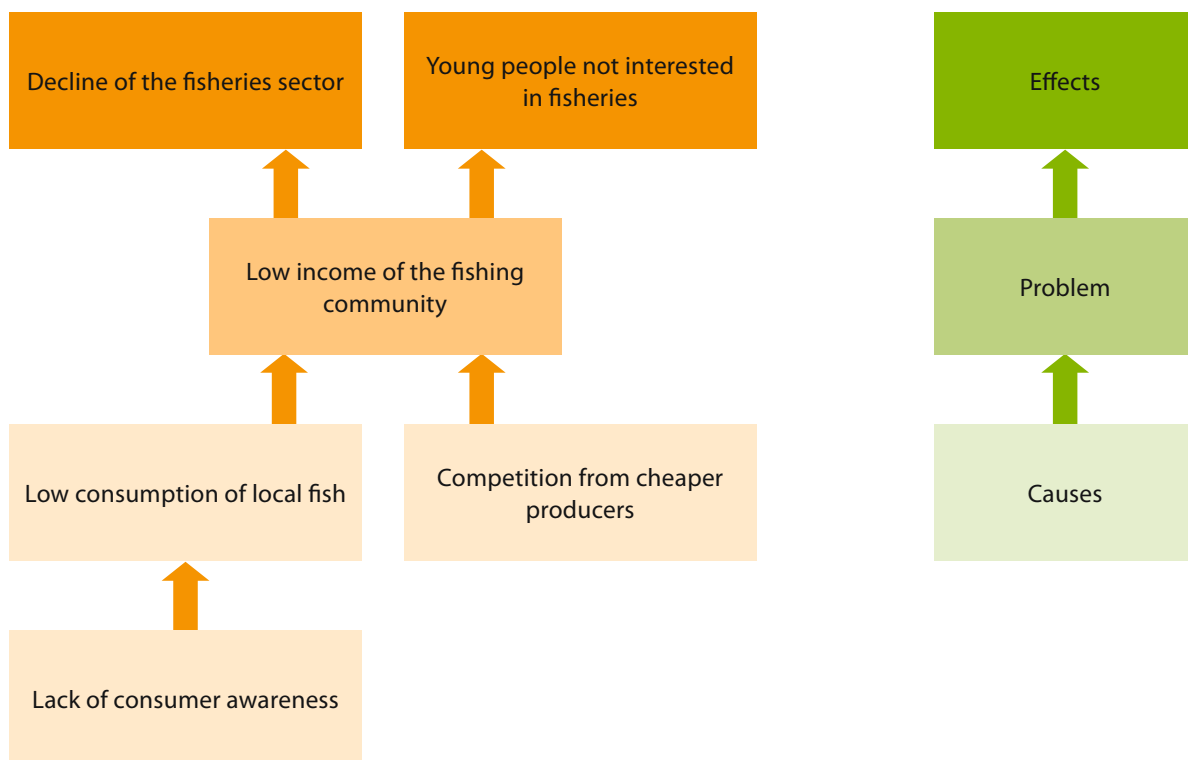 Decline of the fisheries sector
Young people not interested
in fisheries
Effects
Low income of the fishing
community
Problem
Low consumption of local fish
Competition from cheaper
producers
Causes
Lack of consumer awareness